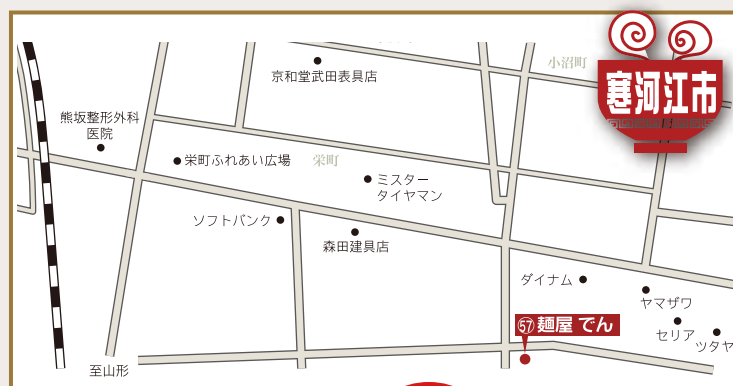 小沼町
寒河江市
京和堂武田表具店
熊坂整形外科
医院
栄町ふれあい広場
栄町
ミスター
タイヤマン
ソフトバンク
森田建具店
ダイナム
ヤマザワ
セリア
ツタヤ
57 麺屋 でん
至山形